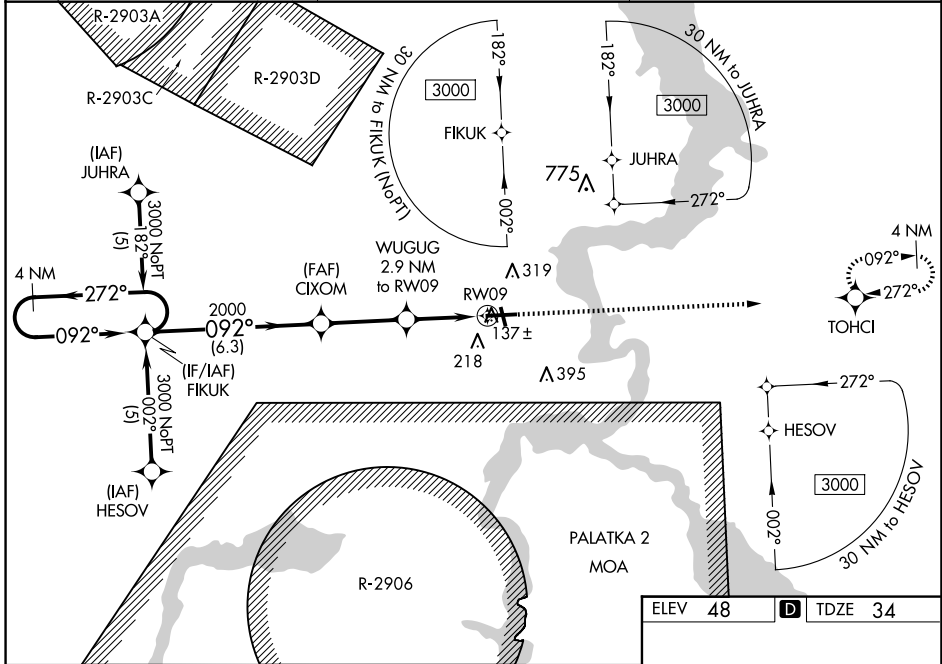 R-2903A
R-2903C
R-2903D
30 NM to FIKUK (NoPT)
182°
3000
FIKUK
002°
30 NM to JUHRA
182°
3000
JUHRA
775
272°
(IAF)
JUHRA
3000 NoPT
182°
(5)
4 NM
272°
092°
2000
092°
(6.3)
(IF/IAF)
FIKUK
3000 NoPT
002°
(5)
(IAF)
HESOV
(FAF)
CIXOM
WUGUG
2.9 NM
to RW09
319
RW09
137±
218
395
4 NM
092°
272°
TOHCI
272°
HESOV
3000
002°
30 NM to HESOV
PALATKA 2
MOA
R-2906
ELEV 48 D TDZE 34